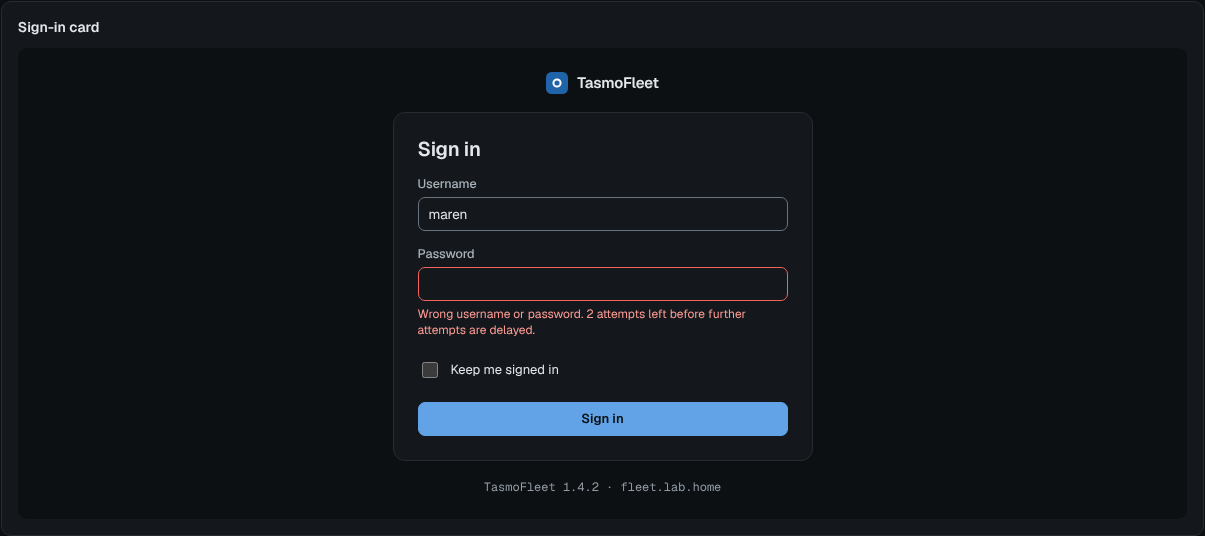 Sign-in card
TasmoFleet
Sign in
Username
maren
Password
Wrong username or password. 2 attempts left before further
attempts are delayed.
Keep me signed in
Sign in
TasmoFleet 1.4.2 · fleet.lab.home